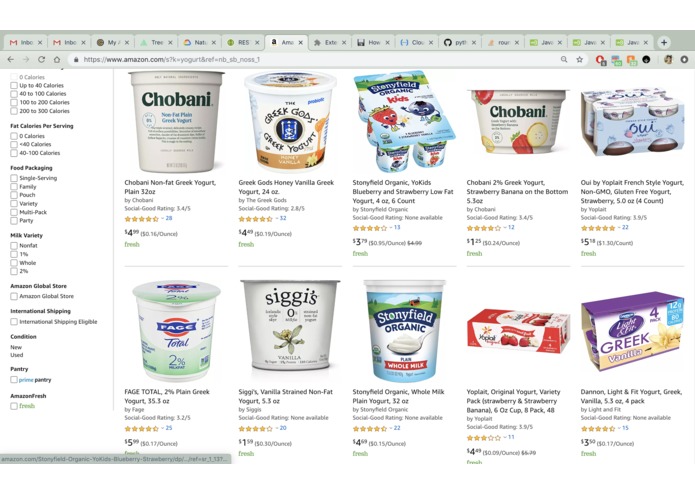 Inbo
Inbo
My A
Tree
Natu
RES
Ama
Exte
How
Clou
pyth
rour
Java
Java
Java
https://www.amazon.com/s?k=yogurt&ref=nb_sb_noss_1
0 Calories
Up to 40 Calories
40 to 100 Calories
100 to 200 Calories
200 to 300 Calories
Fat Calories Per Serving
0 Calories
<40 Calories
40-100 Calories
Food Packaging
Single-Serving
Family
Pouch
Variety
Multi-Pack
Party
Milk Variety
Nonfat
1%
Whole
2%
Amazon Global Store
Amazon Global Store
International Shipping
International Shipping Eligible
Condition
New
Used
Pantry
prime pantry
AmazonFresh
fresh
Chobani
Non-Fat Plain
Greek Yogurt
THE
GREEK GODS
GREEK YOGURT
probiotic
HONEY
VANILLA
Stonyfield
ORGANIC
Kids
Chobani
oui
Chobani Non-fat Greek Yogurt,
Plain 32oz
by Chobani
Social-Good Rating: 3.4/5
28
$4.99 ($0.16/Ounce)
fresh
Greek Gods Honey Vanilla Greek
Yogurt, 24 oz.
by The Greek Gods
Social-Good Rating: 2.8/5
32
$4.49 ($0.19/Ounce)
fresh
Stonyfield Organic, YoKids
Blueberry and Strawberry Low Fat
Yogurt, 4 oz, 6 Count
by Stonyfield Organic
Social-Good Rating: None available
13
$3.79 ($0.95/Ounce) $4.99
fresh
Chobani 2% Greek Yogurt,
Strawberry Banana on the Bottom
5.3oz
by Chobani
Social-Good Rating: 3.4/5
12
$1.25 ($0.24/Ounce)
fresh
Oui by Yoplait French Style Yogurt,
Non-GMO, Gluten Free Yogurt,
Strawberry, 5.0 oz (4 Count)
by Yoplait
Social-Good Rating: 3.9/5
22
$5.18 ($1.30/Count)
fresh
2%
FAGE
Total
2%
siggi's
0%
VANILLA
Stonyfield
ORGANIC
PLAIN
WHOLE MILK
Yoplait
Light & Fit
GREEK
Vanilla
4
12g
80
FAGE TOTAL, 2% Plain Greek
Yogurt, 35.3 oz
by Fage
Social-Good Rating: 3.2/5
25
$5.99 ($0.17/Ounce)
Siggi's, Vanilla Strained Non-Fat
Yogurt, 5.3 oz
by Siggis
Social-Good Rating: None available
20
$1.59 ($0.30/Ounce)
fresh
Stonyfield Organic, Whole Milk
Plain Yogurt, 32 oz
by Stonyfield Organic
Social-Good Rating: None available
22
$4.69 ($0.15/Ounce)
fresh
Yoplait, Original Yogurt, Variety
Pack (strawberry & Strawberry
Banana), 6 Oz Cup, 8 Pack, 48
by Yoplait
Social-Good Rating: 3.9/5
11
$4.49 ($0.09/Ounce) $5.79
fresh
Dannon, Light & Fit Yogurt, Greek,
Vanilla, 5.3 oz, 4 pack
by Light and Fit
Social-Good Rating: None available
15
$3.50 ($0.17/Ounce)
fresh
amazon.com/Stonyfield-Organic-YoKids-Blueberry-Strawberry/dp/.../ref=sr_1_13?...